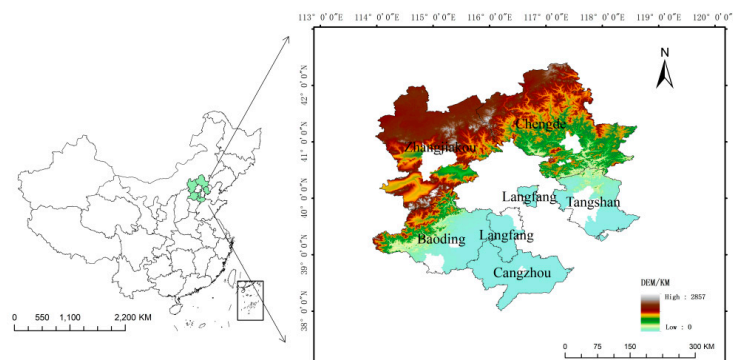 113° 0′0″E 114° 0′0″E 115° 0′0″E 116° 0′0″E 117° 0′0″E 118° 0′0″E 119° 0′0″E 120° 0′0″E
42° 0′0″N
41° 0′0″N
40° 0′0″N
39° 0′0″N
38° 0′0″N
N
Chengde
Zhangjiakou
Langfang
Tangshan
Baoding
Langfang
Cangzhou
DEM/KM
High : 2857
Low : 0
0 75 150 300 KM
0 550 1,100 2,200 KM